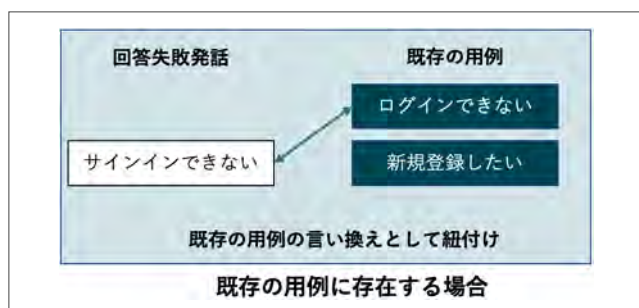 回答失敗発話
既存の用例
ログインできない
サインインできない
新規登録したい
既存の用例の言い換えとして紐付け
既存の用例に存在する場合